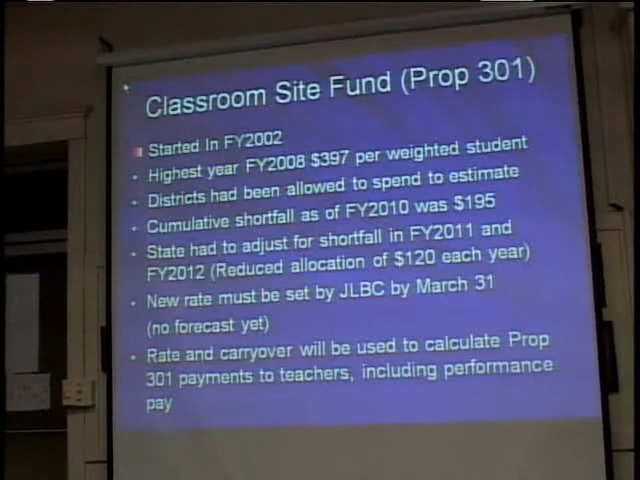 Classroom Site Fund (Prop 301)
Started In FY2002
• Highest year FY2008 $397 per weighted student
• Districts had been allowed to spend to estimate
• Cumulative shortfall as of FY2010 was $195
• State had to adjust for shortfall in FY2011 and
FY2012 (Reduced allocation of $120 each year)
• New rate must be set by JLBC by March 31
(no forecast yet)
• Rate and carryover will be used to calculate Prop
301 payments to teachers, including performance
pay